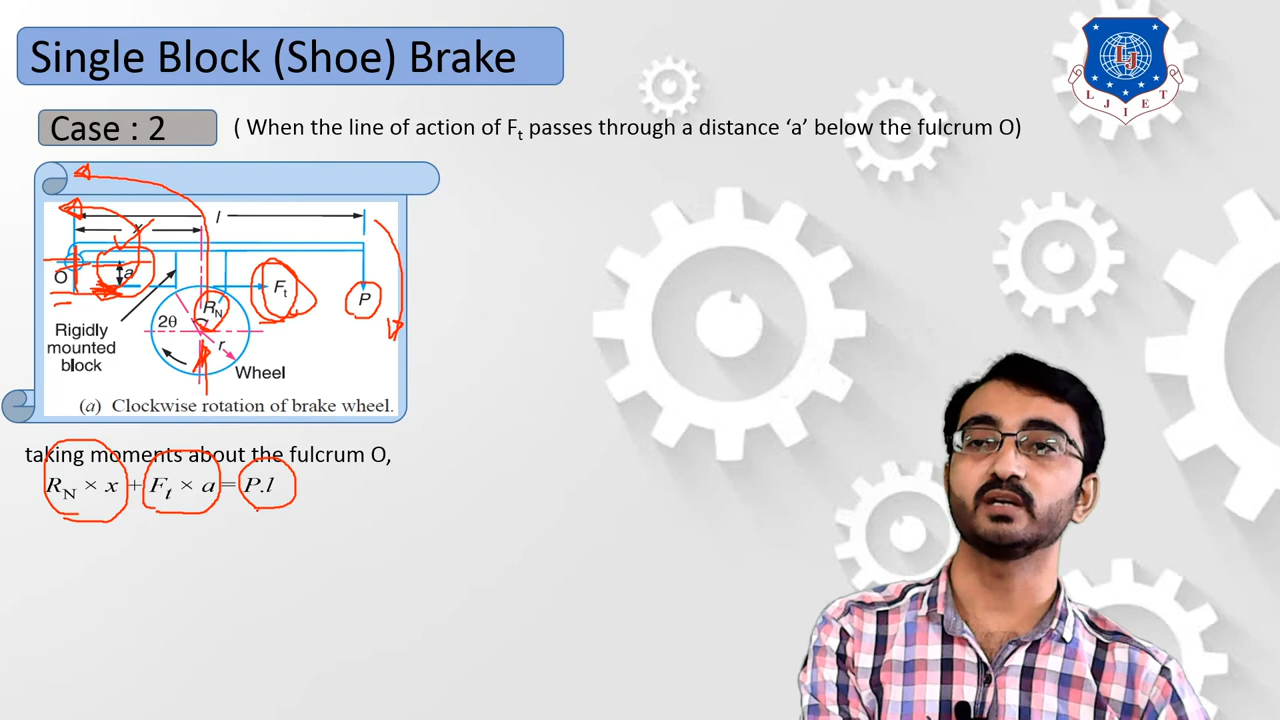 Single Block (Shoe) Brake
LJ
LJIET
Case : 2
( When the line of action of Ft passes through a distance ‘a’ below the fulcrum O)
l
x
O
a
Ft
P
RN
2θ
r
Rigidly
mounted
block
Wheel
(a) Clockwise rotation of brake wheel.
taking moments about the fulcrum O,
RN × x + Ft × a = P.l